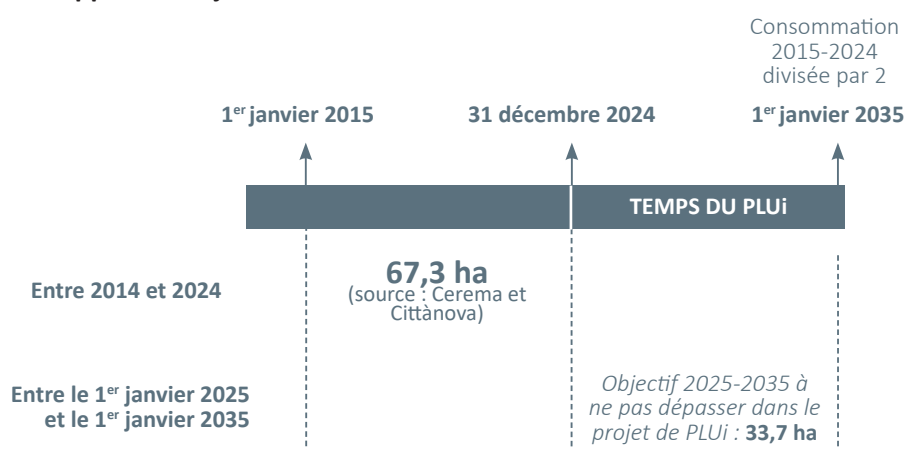 Consommation
2015-2024
divisée par 2
1er janvier 2015
31 décembre 2024
1er janvier 2035
TEMPS DU PLUi
Entre 2014 et 2024
67,3 ha
(source : Cerema et
Cittànova)
Entre le 1er janvier 2025
et le 1er janvier 2035
Objectif 2025-2035 à
ne pas dépasser dans le
projet de PLUi : 33,7 ha